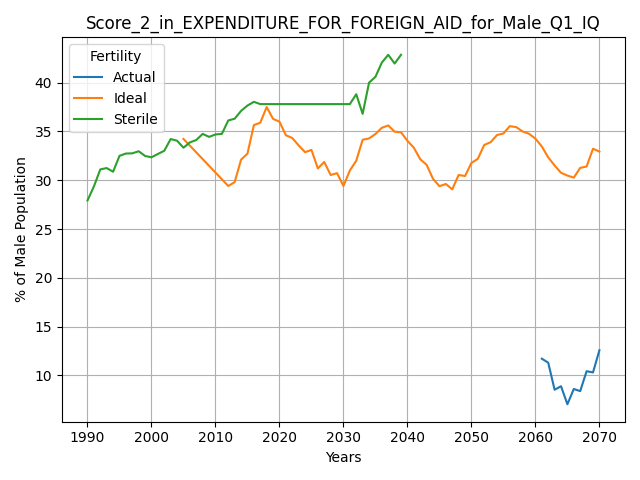 Score_2_in_EXPENDITURE_FOR_FOREIGN_AID_for_Male_Q1_IQ
Fertility
Actual
Ideal
Sterile
% of Male Population
40
35
30
25
20
15
10
1990 2000 2010 2020 2030 2040 2050 2060 2070
Years